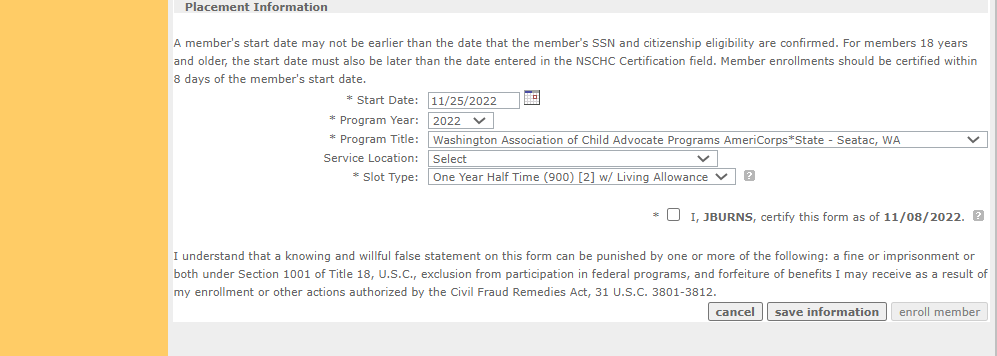 Placement Information
A member's start date may not be earlier than the date that the member's SSN and citizenship eligibility are confirmed. For members 18 years
and older, the start date must also be later than the date entered in the NSCHC Certification field. Member enrollments should be certified within
8 days of the member's start date.
* Start Date: 11/25/2022
* Program Year: 2022
* Program Title: Washington Association of Child Advocate Programs AmeriCorps*State - Seatac, WA
Service Location: Select
* Slot Type: One Year Half Time (900) [2] w/ Living Allowance ?
* I, JBURNS, certify this form as of 11/08/2022. ?
I understand that a knowing and willful false statement on this form can be punished by one or more of the following: a fine or imprisonment or
both under Section 1001 of Title 18, U.S.C., exclusion from participation in federal programs, and forfeiture of benefits I may receive as a result of
my enrollment or other actions authorized by the Civil Fraud Remedies Act, 31 U.S.C. 3801-3812.
cancel save information enroll member